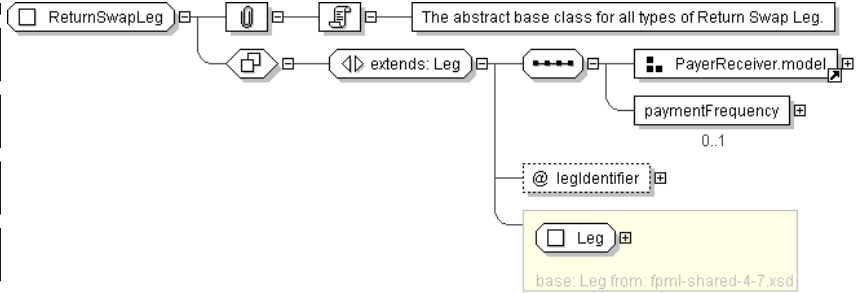 ReturnSwapLeg
The abstract base class for all types of Return Swap Leg.
extends: Leg
PayerReceiver.model
paymentFrequency
0..1
@ legIdentifier
Leg
base: Leg from: fpml-shared-4-7.xsd